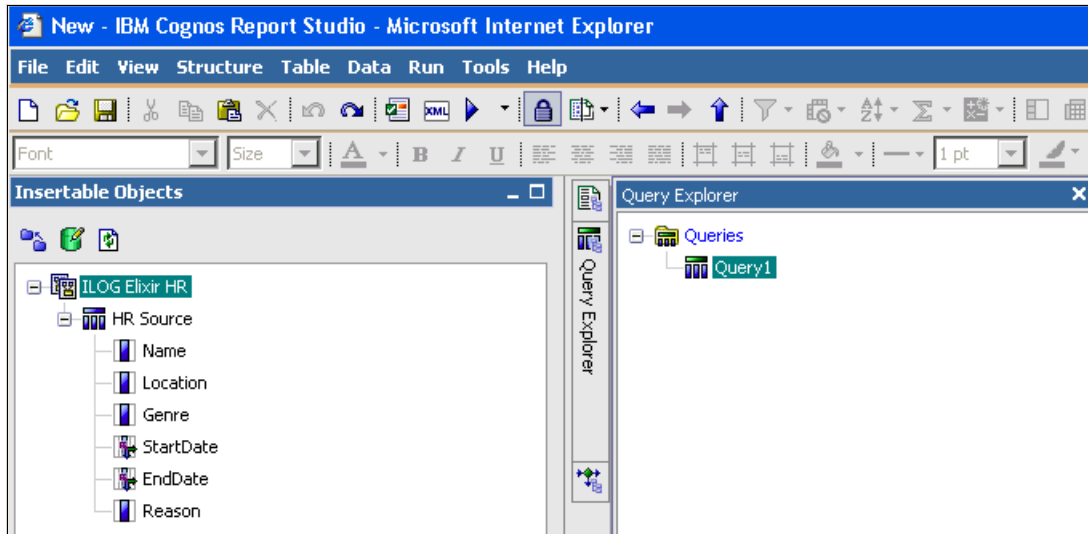 New - IBM Cognos Report Studio - Microsoft Internet Explorer
File Edit View Structure Table Data Run Tools Help
XML
Font Size A B I U 1 pt
Insertable Objects
Query Explorer
ILOG Elixir HR
HR Source
Name
Location
Genre
StartDate
EndDate
Reason
Query Explorer
Queries
Query1